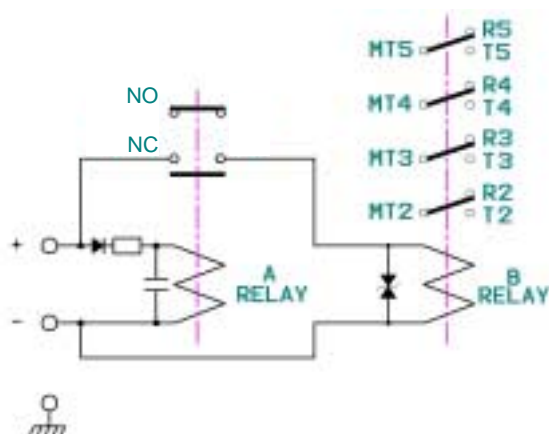 R5
MT5 T5
R4
MT4 T4
NO
R3
NC
MT3 T3
R2
MT2 T2
+
A
RELAY
B
RELAY
-